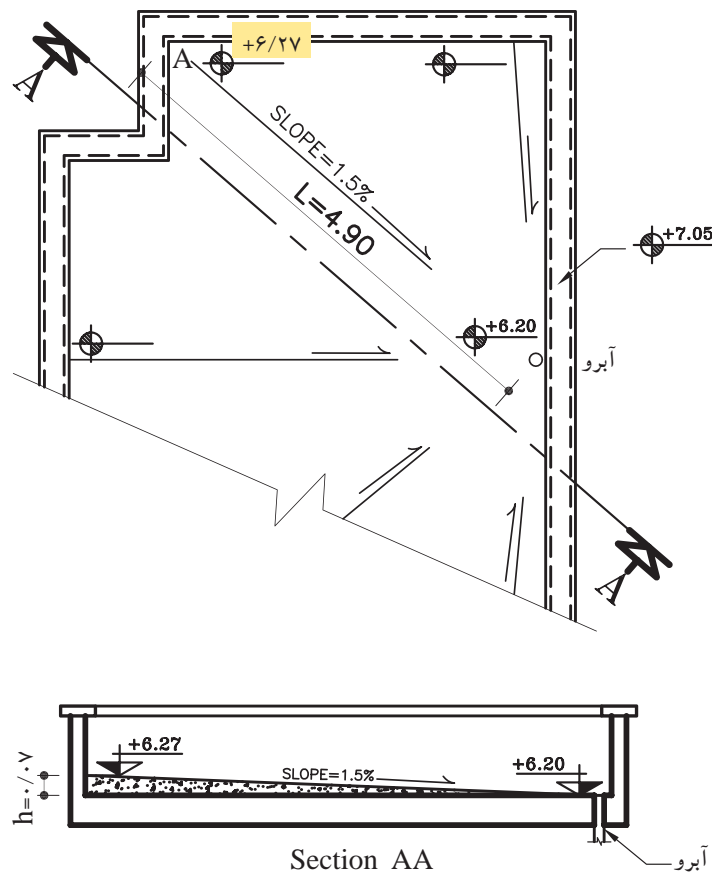 +۶/۲۷
A
A
SLOPE=1.5%
L=4.90
+7.05
+6.20
آبرو
A
+6.27
SLOPE=1.5%
+6.20
h=۰/۰۷
Section AA
آبرو